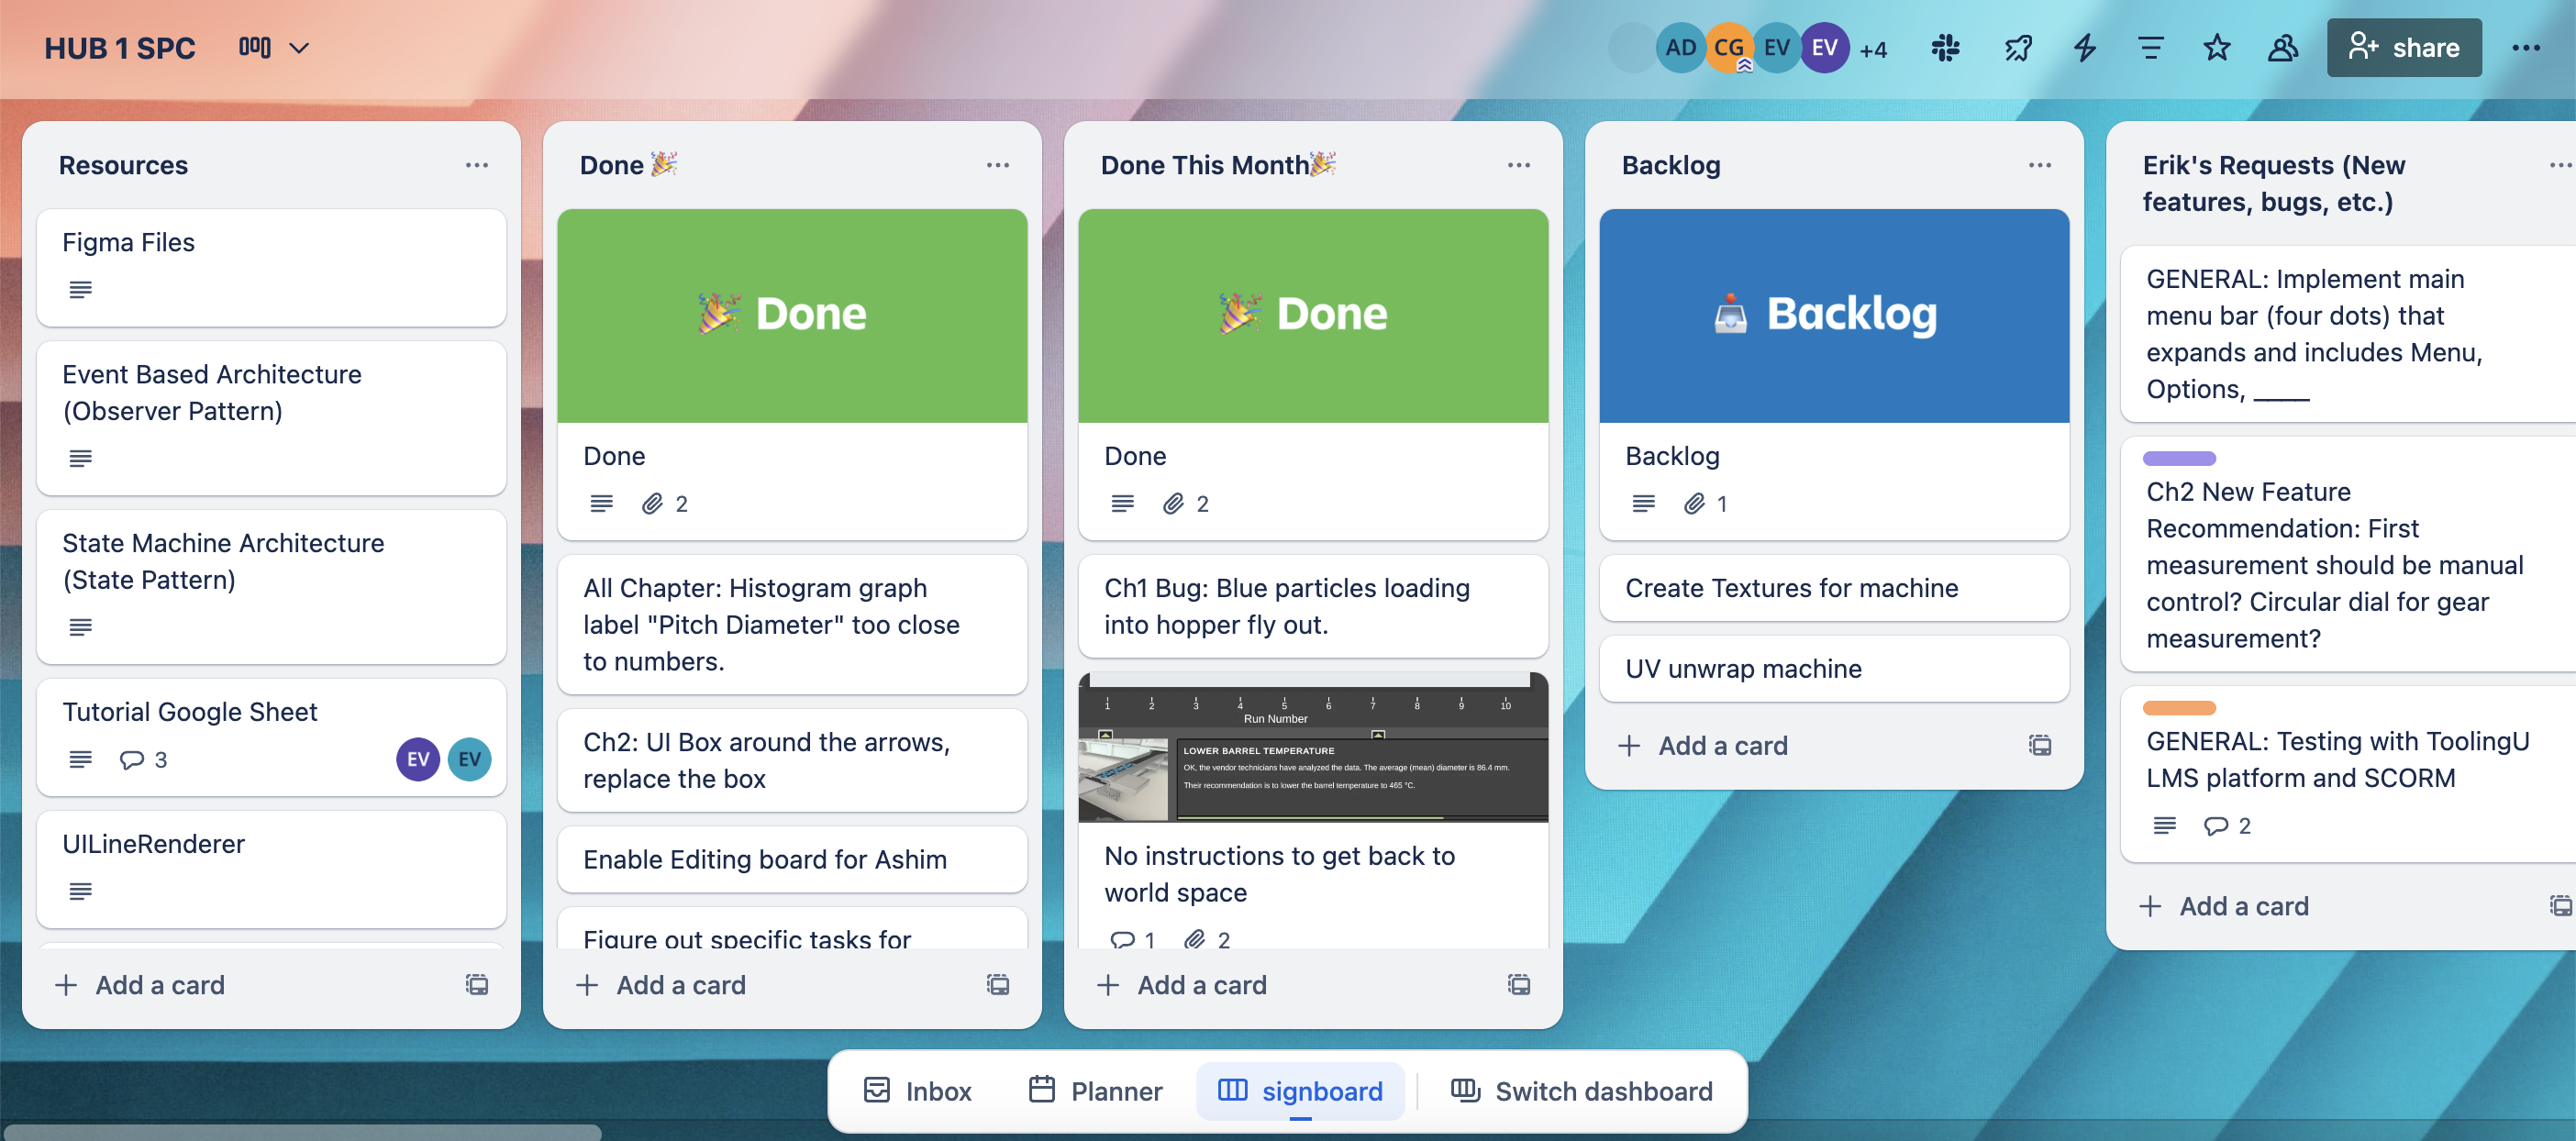 HUB 1 SPC
AD
CG
EV
EV
+4
share
Resources
Figma Files
Event Based Architecture
(Observer Pattern)
State Machine Architecture
(State Pattern)
Tutorial Google Sheet
3
EV
EV
UILineRenderer
Add a card
Done 🎉
🎉 Done
Done
2
All Chapter: Histogram graph
label "Pitch Diameter" too close
to numbers.
Ch2: UI Box around the arrows,
replace the box
Enable Editing board for Ashim
Figure out specific tasks for
Add a card
Done This Month🎉
🎉 Done
Done
2
Ch1 Bug: Blue particles loading
into hopper fly out.
1 2 3 4 5 6 7 8 9 10
Run Number
LOWER BARREL TEMPERATURE
OK, the vendor technicians have analyzed the data. The average (mean) diameter is 86.4 mm.
Their recommendation is to lower the barrel temperature to 465 °C.
No instructions to get back to
world space
1
2
Add a card
Backlog
📥 Backlog
Backlog
1
Create Textures for machine
UV unwrap machine
Add a card
Erik's Requests (New
features, bugs, etc.)
GENERAL: Implement main
menu bar (four dots) that
expands and includes Menu,
Options, ____
Ch2 New Feature
Recommendation: First
measurement should be manual
control? Circular dial for gear
measurement?
GENERAL: Testing with ToolingU
LMS platform and SCORM
2
Add a card
Inbox
Planner
signboard
Switch dashboard